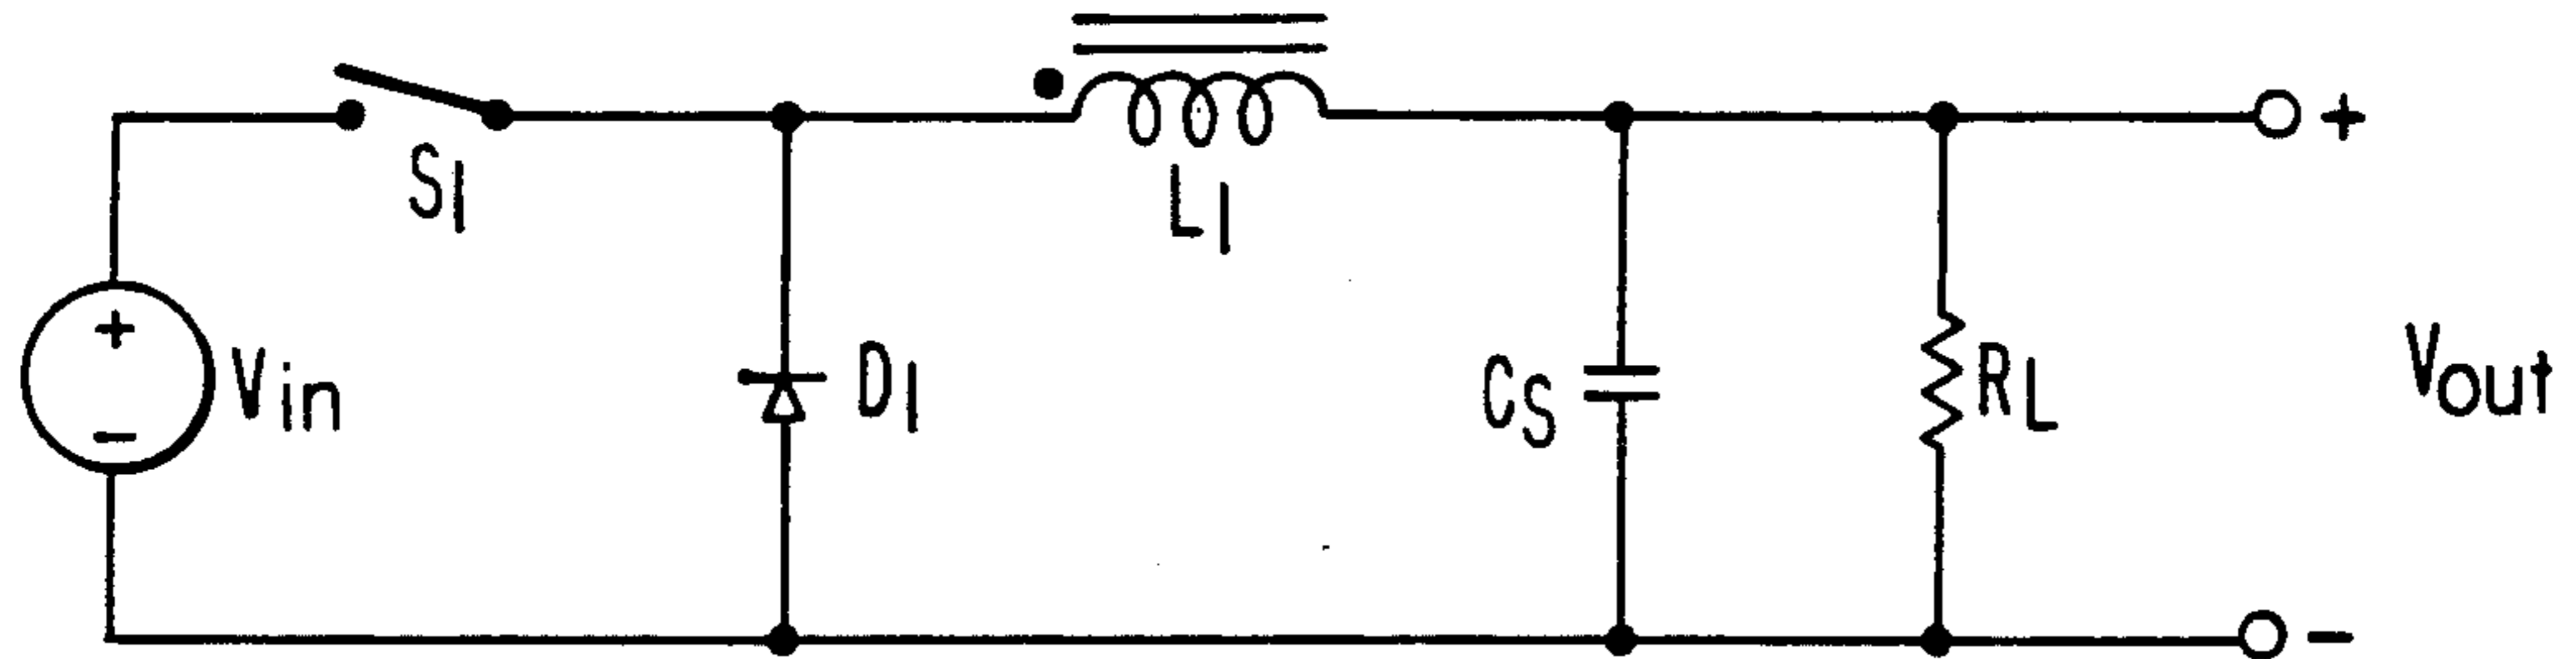 +
S1
L1
+
Vin
-
D1
CS
RL
Vout
-